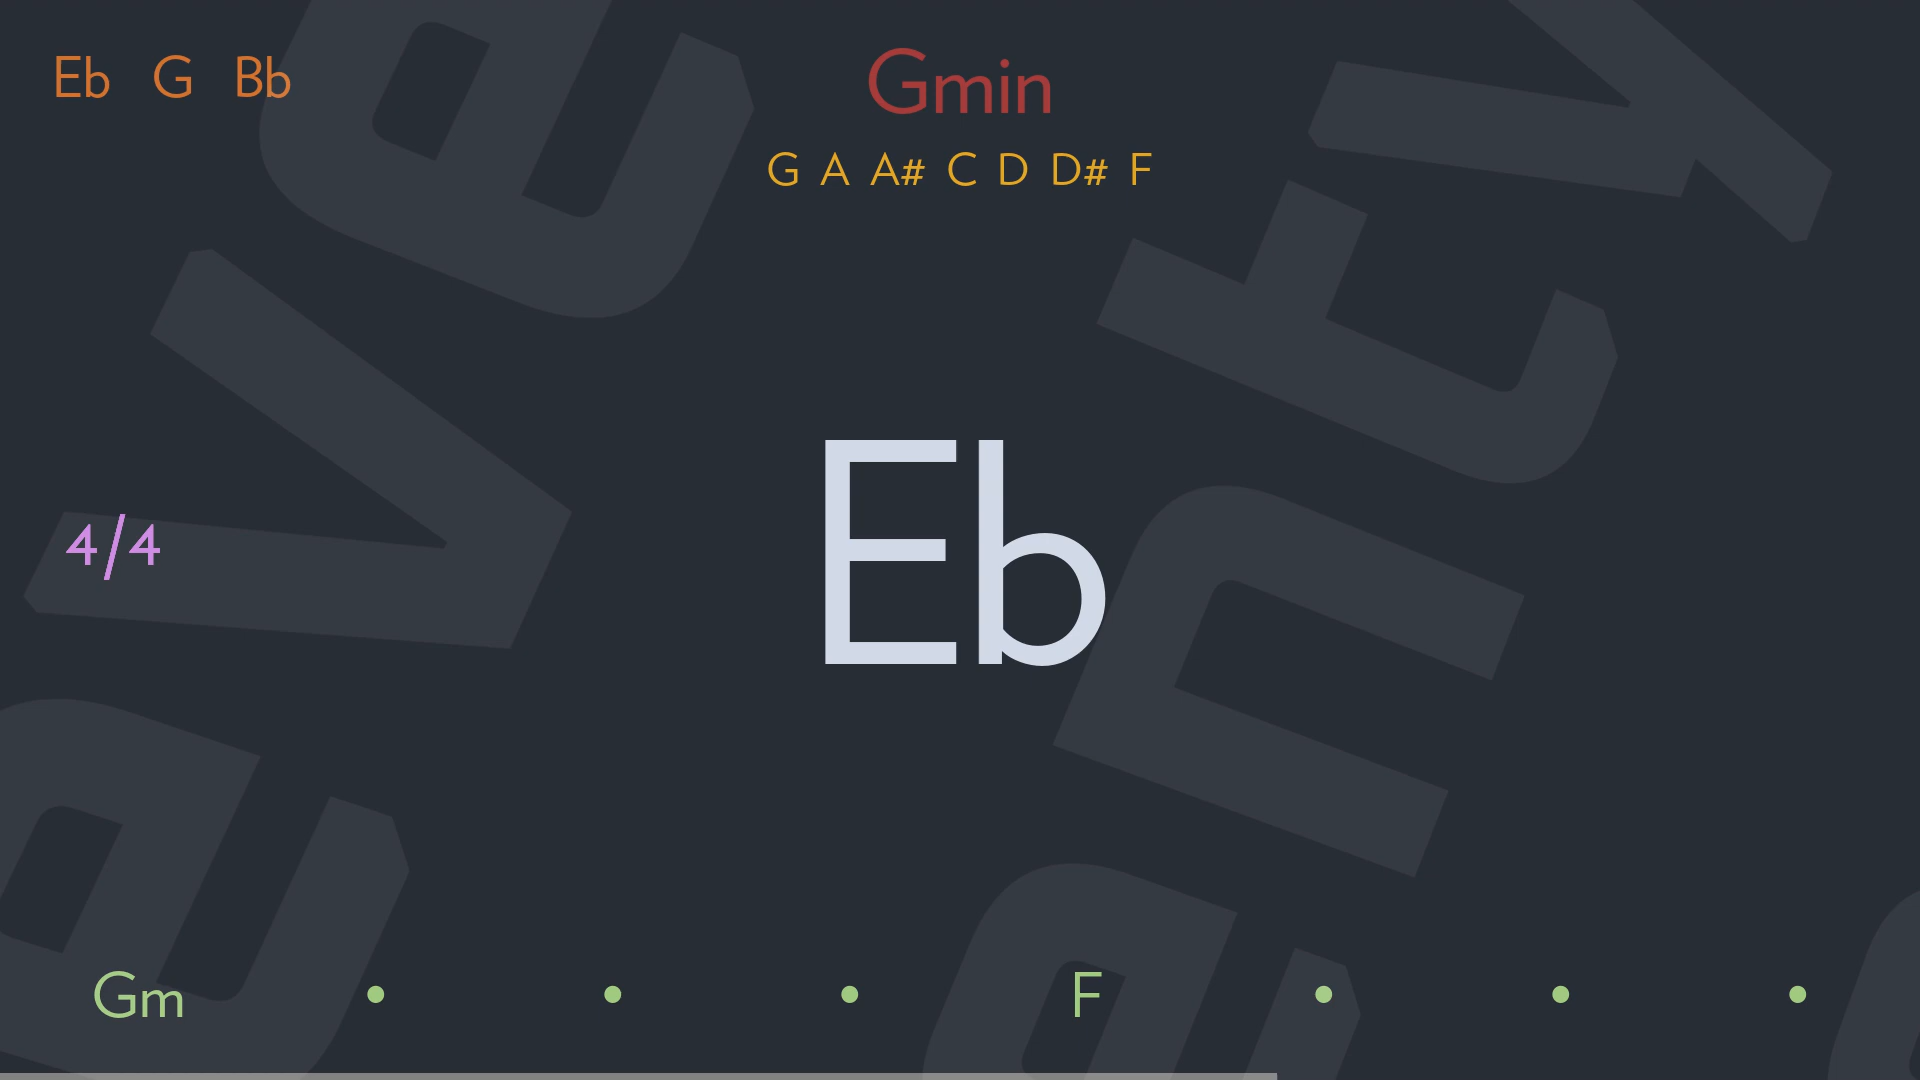 Eb G Bb
Gmin
G A A# C D D# F
4/4
Eb
Gm • • • F • • •